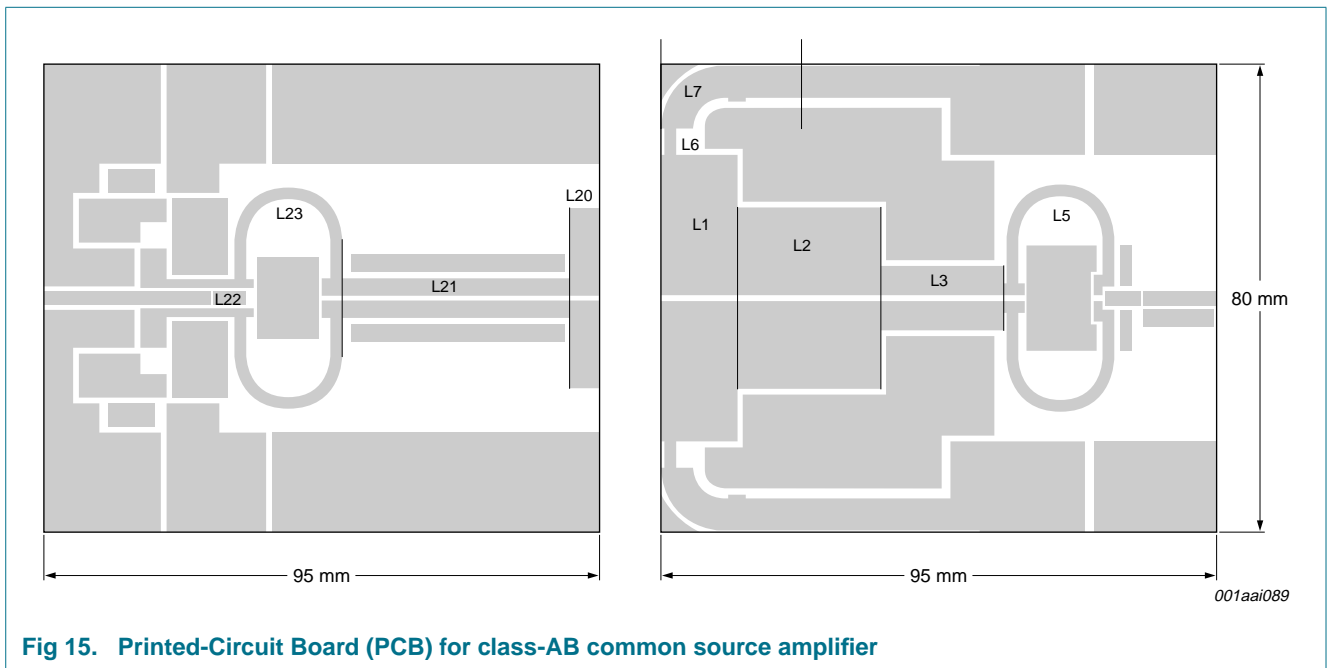 L7
L6
L20
L23
L5
L1
L2
L3
L21
L22
80 mm
95 mm
95 mm
001aai089
Fig 15. Printed-Circuit Board (PCB) for class-AB common source amplifier